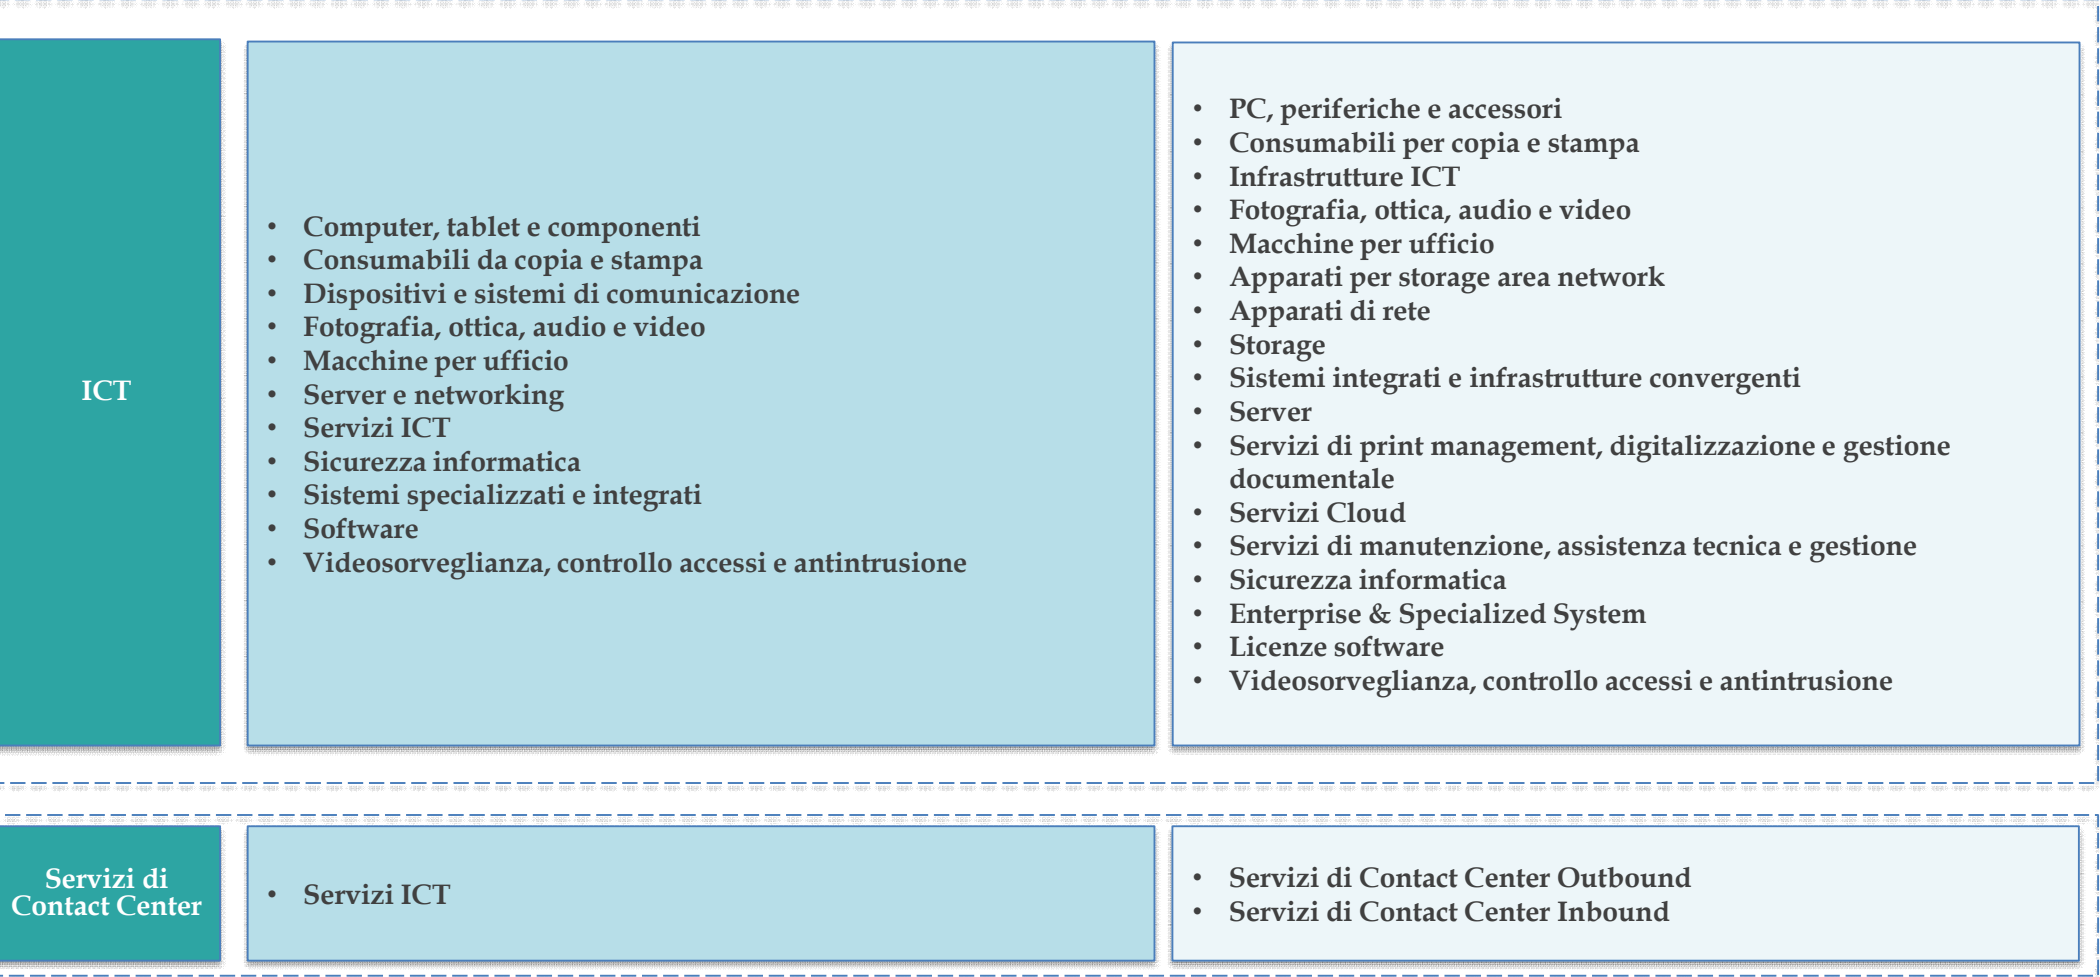 ICT
• Computer, tablet e componenti
• Consumabili da copia e stampa
• Dispositivi e sistemi di comunicazione
• Fotografia, ottica, audio e video
• Macchine per ufficio
• Server e networking
• Servizi ICT
• Sicurezza informatica
• Sistemi specializzati e integrati
• Software
• Videosorveglianza, controllo accessi e antintrusione
• PC, periferiche e accessori
• Consumabili per copia e stampa
• Infrastrutture ICT
• Fotografia, ottica, audio e video
• Macchine per ufficio
• Apparati per storage area network
• Apparati di rete
• Storage
• Sistemi integrati e infrastrutture convergenti
• Server
• Servizi di print management, digitalizzazione e gestione
documentale
• Servizi Cloud
• Servizi di manutenzione, assistenza tecnica e gestione
• Sicurezza informatica
• Enterprise & Specialized System
• Licenze software
• Videosorveglianza, controllo accessi e antintrusione
Servizi di
Contact Center
• Servizi ICT
• Servizi di Contact Center Outbound
• Servizi di Contact Center Inbound